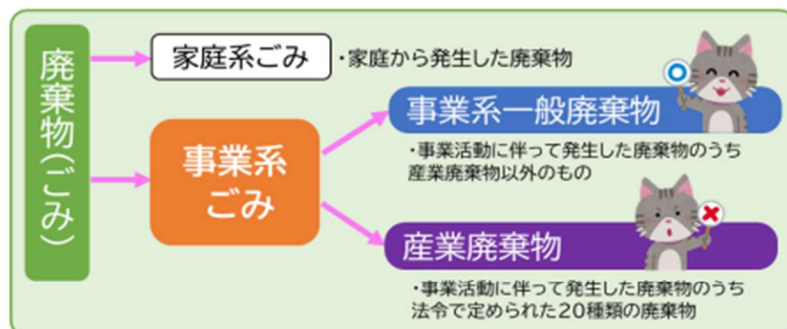 廃棄物(ごみ)
家庭系ごみ
・家庭から発生した廃棄物
事業系
ごみ
事業系一般廃棄物
・事業活動に伴って発生した廃棄物のうち
産業廃棄物以外のもの
産業廃棄物
・事業活動に伴って発生した廃棄物のうち
法令で定められた20種類の廃棄物